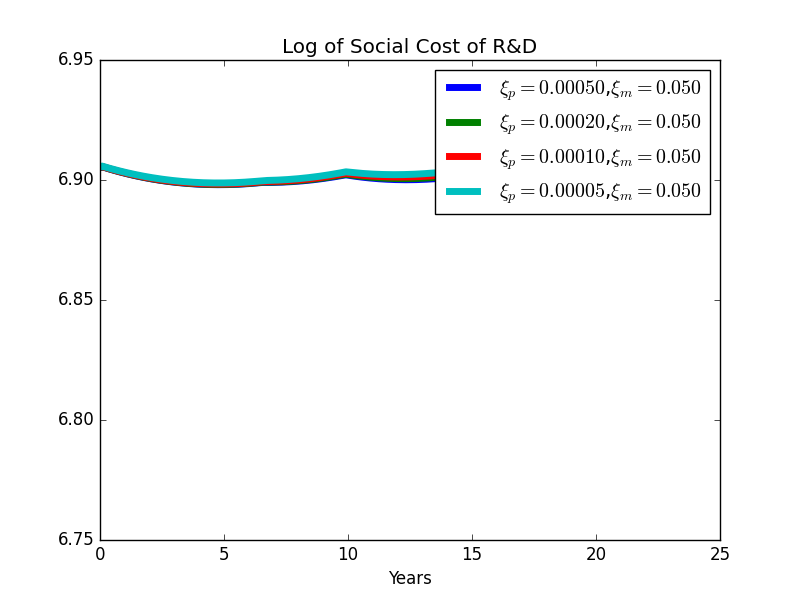 Log of Social Cost of R&D
6.95
6.90
6.85
6.80
6.75
ξₚ = 0.00050,ξₘ = 0.050
ξₚ = 0.00020,ξₘ = 0.050
ξₚ = 0.00010,ξₘ = 0.050
ξₚ = 0.00005,ξₘ = 0.050
0 5 10 15 20 25
Years